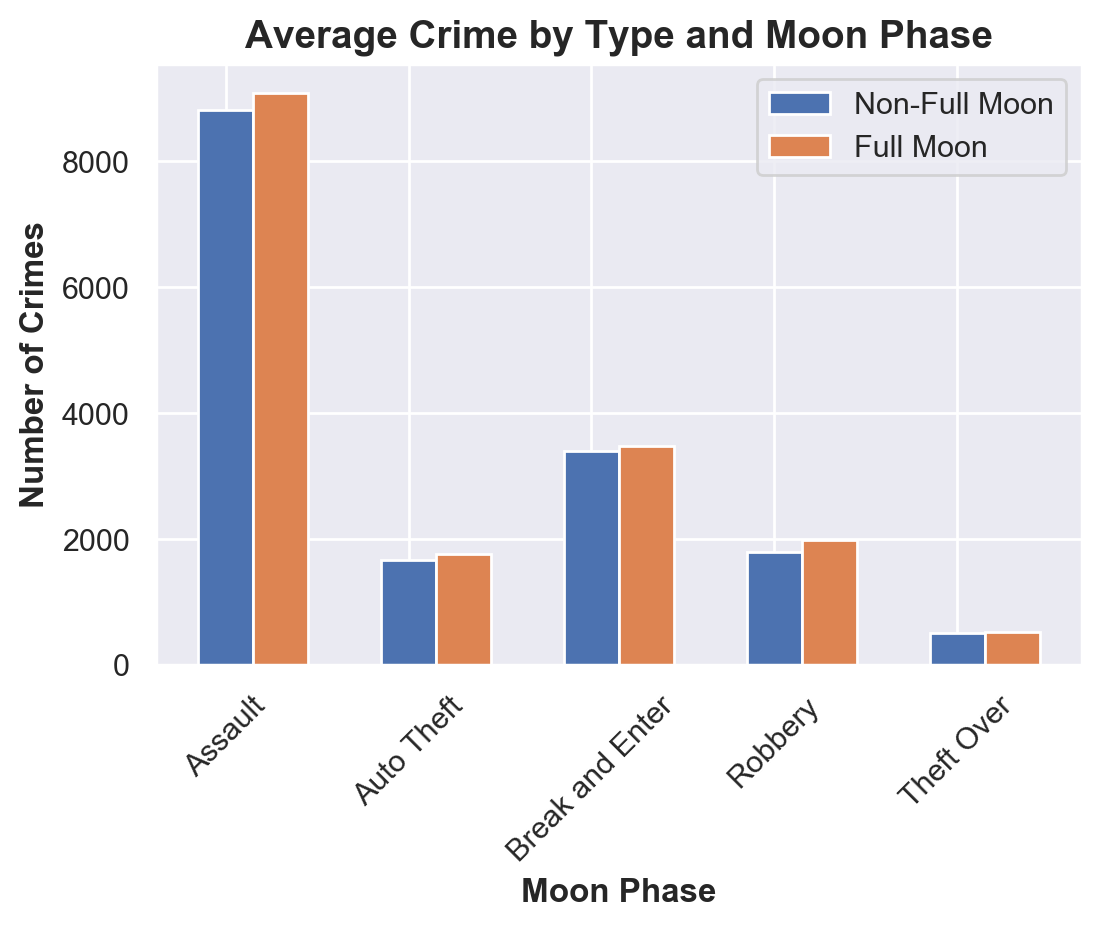 Average Crime by Type and Moon Phase
Non-Full Moon
Full Moon
Number of Crimes
8000
6000
4000
2000
0
Assault
Auto Theft
Break and Enter
Robbery
Theft Over
Moon Phase